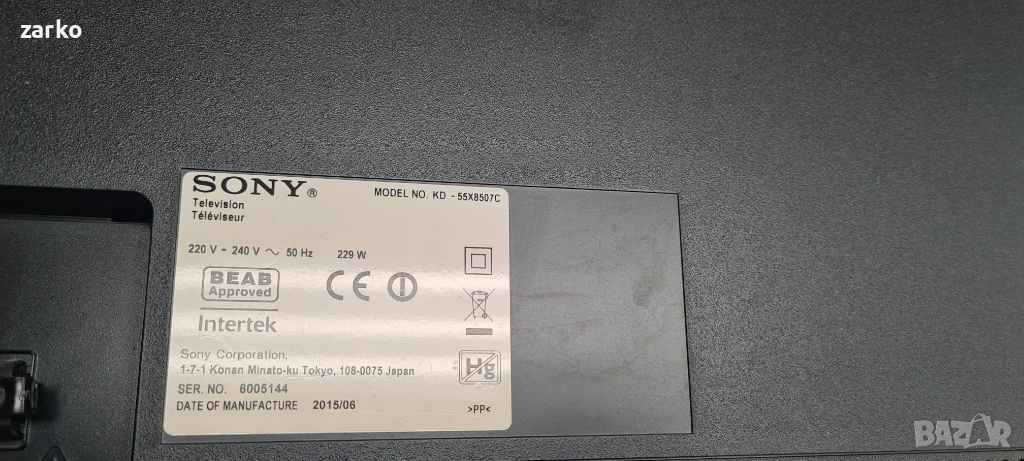 zarko
SONY®
MODEL NO. KD - 55X8507C
Television
Téléviseur
220 V - 240 V ~ 50 Hz 229 W
BEAB
Approved
CE
Intertek
Hg
Sony Corporation,
1-7-1 Konan Minato-ku Tokyo, 108-0075 Japan
SER. NO. 6005144
DATE OF MANUFACTURE 2015/06
>PP<
BAZAR